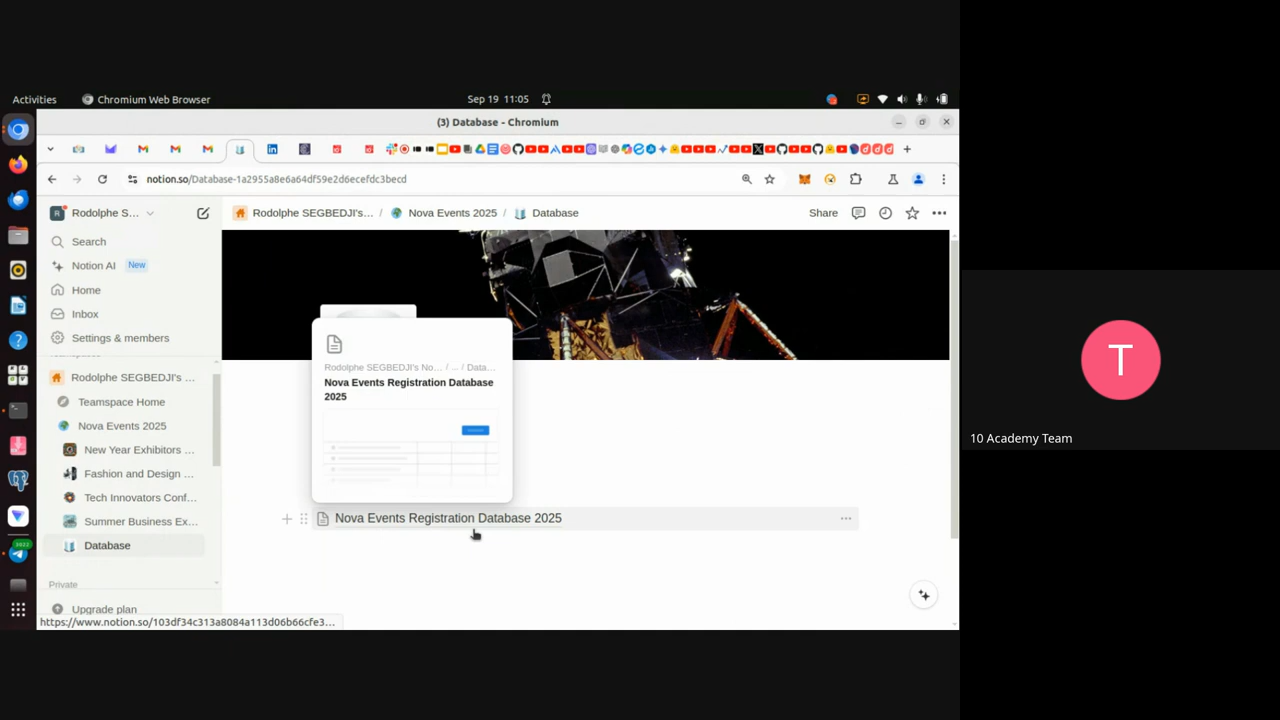 Activities
Chromium Web Browser
Sep 19 11:05
(3) Database - Chromium
notion.so/Database-1a2955a8e6a64df59e2d6ecefdc3becd
Rodolphe S...
Rodolphe SEGBEDJI's... / Nova Events 2025 / Database
Share
Search
Notion AI New
Home
Inbox
Settings & members
Rodolphe SEGBEDJI's ...
Teamspace Home
Nova Events 2025
New Year Exhibitors ...
Fashion and Design ...
Tech Innovators Conf...
Summer Business Ex...
Database
Private
Upgrade plan
Rodolphe SEGBEDJI's No... / ... / Data...
Nova Events Registration Database
2025
Nova Events Registration Database 2025
https://www.notion.so/103df34c313a8084a113d06b66cfe3...
T
10 Academy Team